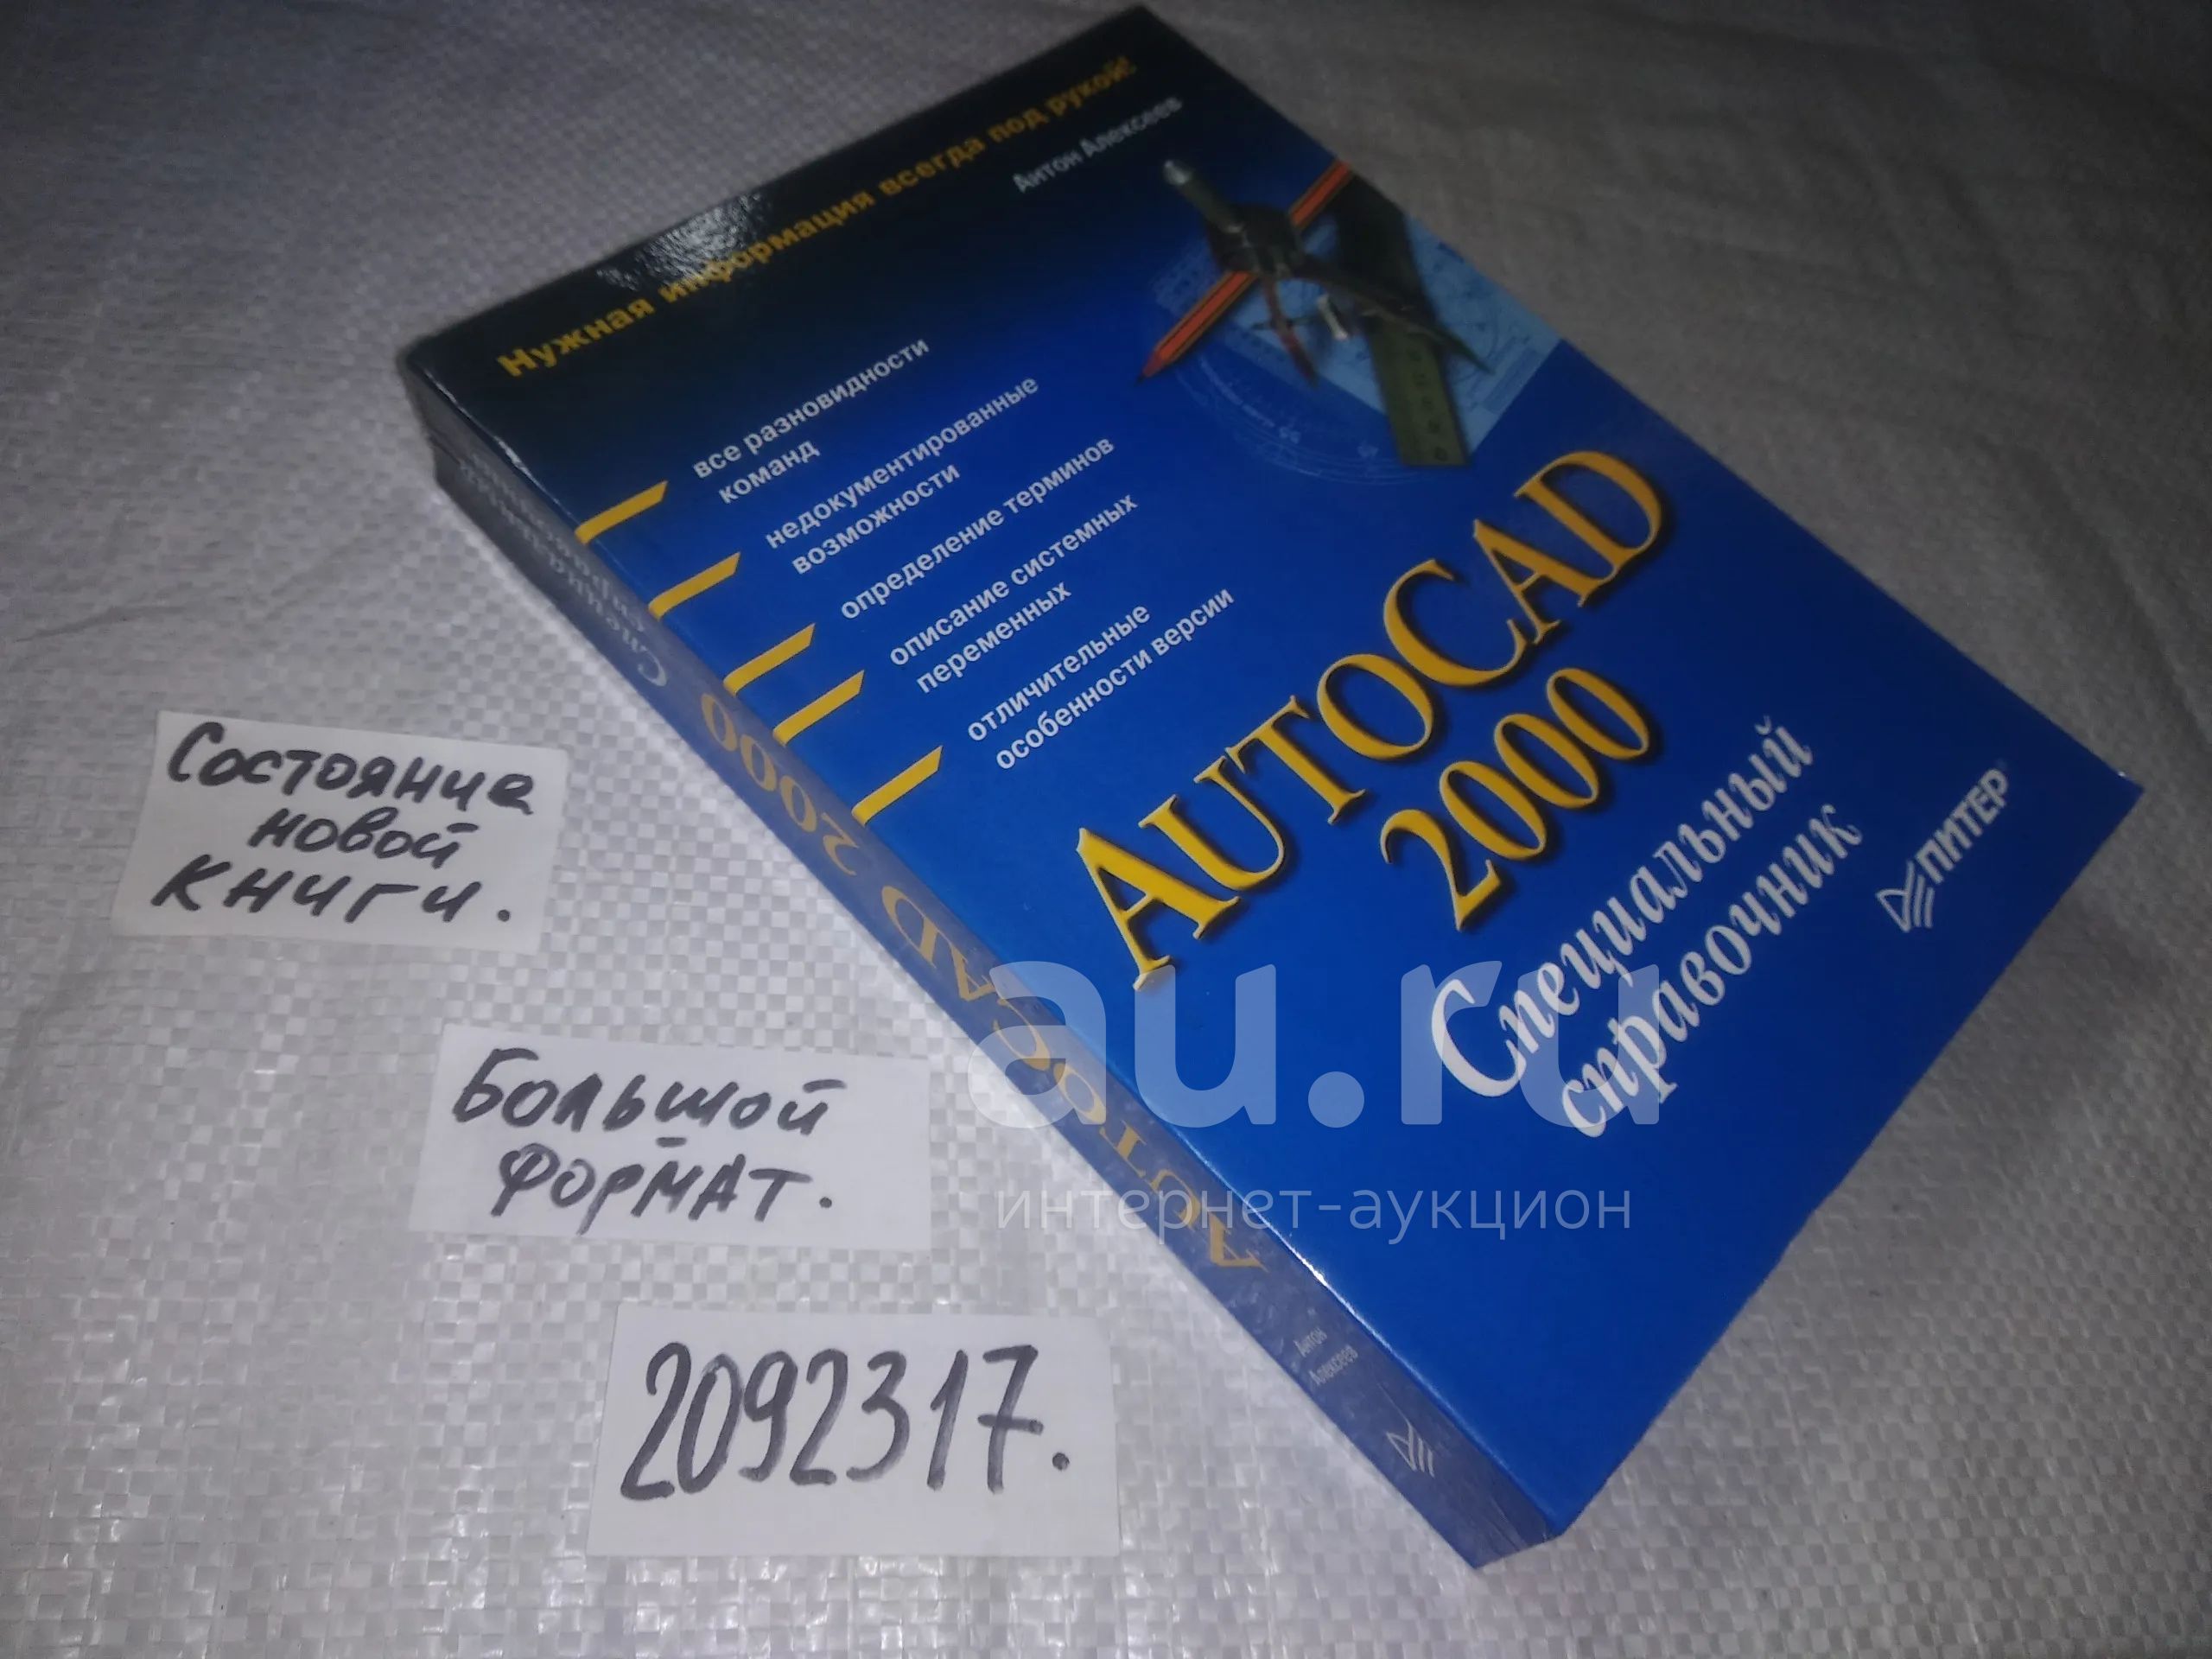 Нужная информация всегда под рукой!
Антон Алексеев
все разновидности
команд
недокументированные
возможности
определение терминов
описание системных
переменных
отличительные
особенности версии
AUTOCAD
2000
Специальный
справочник
ПИТЕР
AUTOCAD 2000
Антон
Алексеев
Состояние
новой
книги.
Большой
формат.
2092317.
au.ru
интернет-аукцион